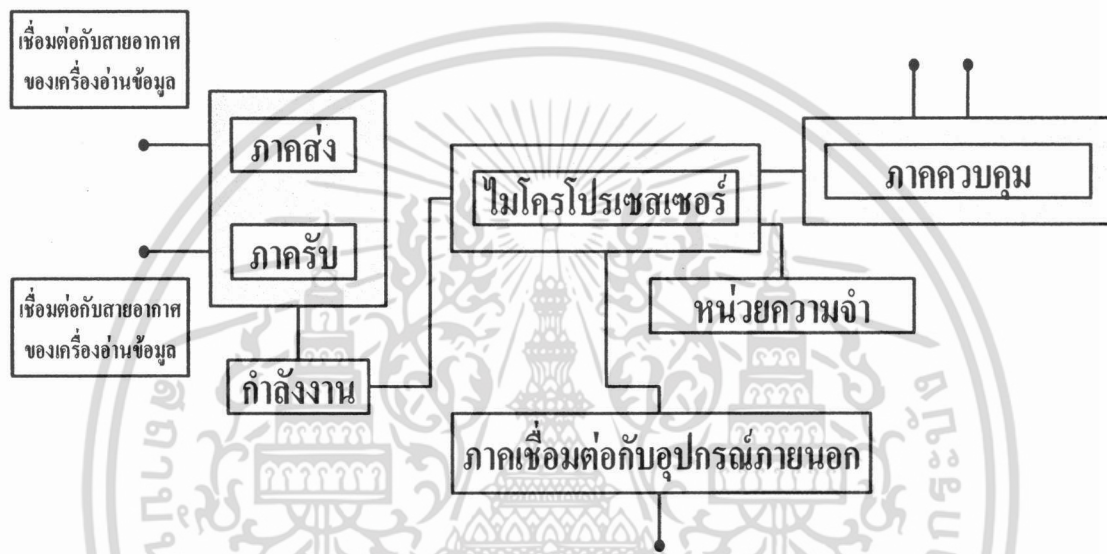 เชื่อมต่อกับสายอากาศ
ของเครื่องอ่านข้อมูล
ภาคส่ง
ภาครับ
เชื่อมต่อกับสายอากาศ
ของเครื่องอ่านข้อมูล
กำลังงาน
ไมโครโปรเซสเซอร์
ภาคควบคุม
หน่วยความจำ
ภาคเชื่อมต่อกับอุปกรณ์ภายนอก